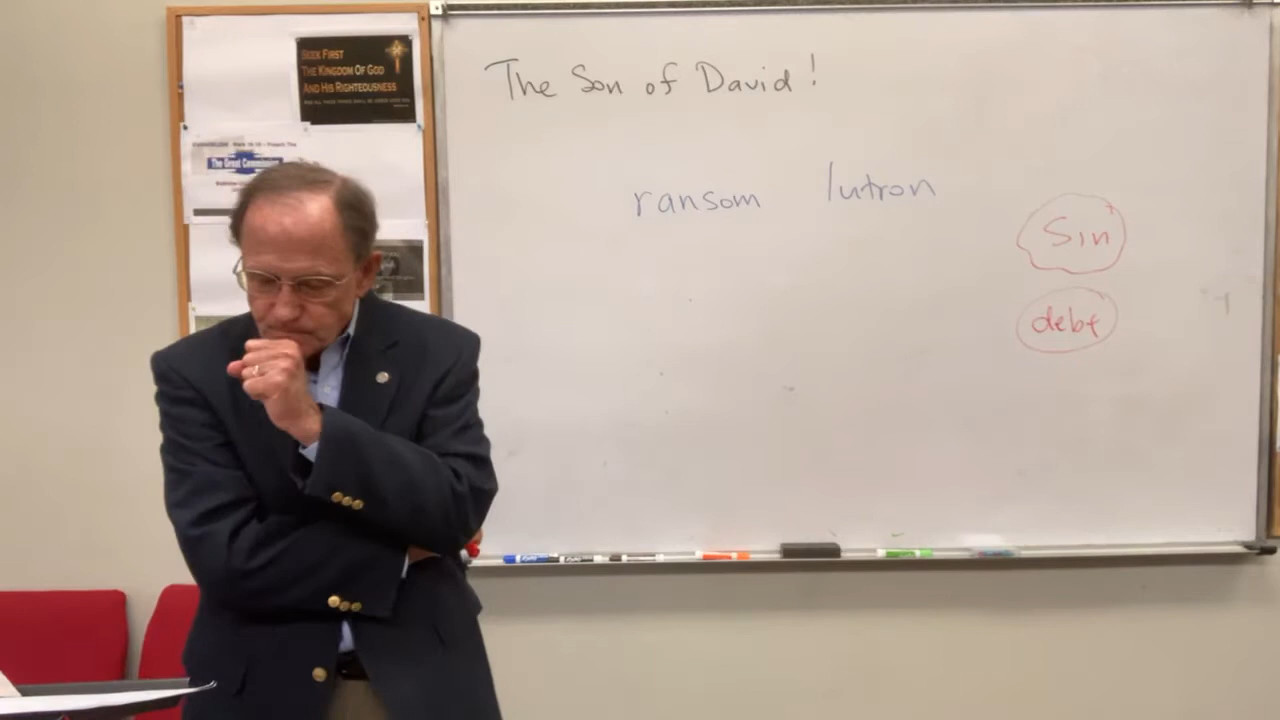 SEEK FIRST
THE KINGDOM OF GOD
AND HIS RIGHTEOUSNESS
The Great Commission
The Son of David!
ransom lutron
Sin
debt